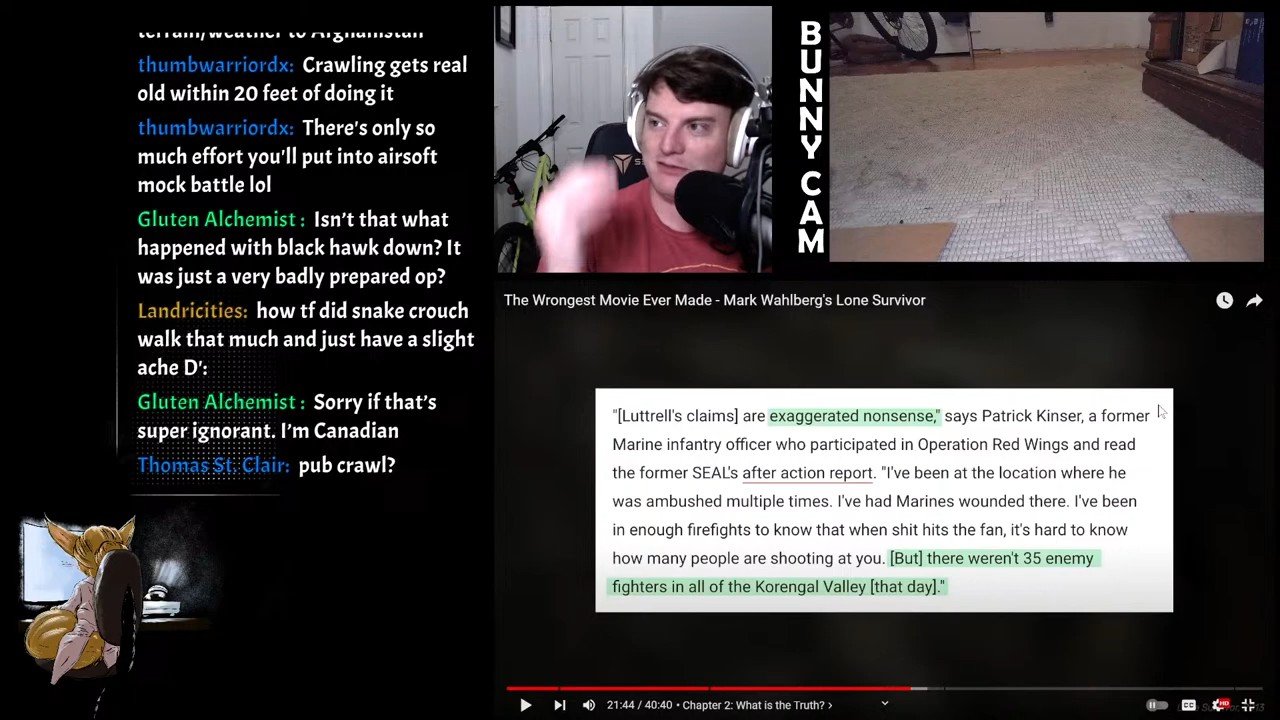 terrain/weather to Afghanistan
thumbwarriordx: Crawling gets real
old within 20 feet of doing it
thumbwarriordx: There's only so
much effort you'll put into airsoft
mock battle lol
Gluten Alchemist : Isn't that what
happened with black hawk down? It
was just a very badly prepared op?
Landricities: how tf did snake crouch
walk that much and just have a slight
ache D':
Gluten Alchemist : Sorry if that's
super ignorant. I'm Canadian
Thomas St. Clair: pub crawl?
BUNNY CAM
The Wrongest Movie Ever Made - Mark Wahlberg's Lone Survivor
"[Luttrell's claims] are exaggerated nonsense," says Patrick Kinser, a former
Marine infantry officer who participated in Operation Red Wings and read
the former SEAL's after action report. "I've been at the location where he
was ambushed multiple times. I've had Marines wounded there. I've been
in enough firefights to know that when shit hits the fan, it's hard to know
how many people are shooting at you. [But] there weren't 35 enemy
fighters in all of the Korengal Valley [that day]."
21:44 / 40:40 • Chapter 2: What is the Truth? ›
CC
HD